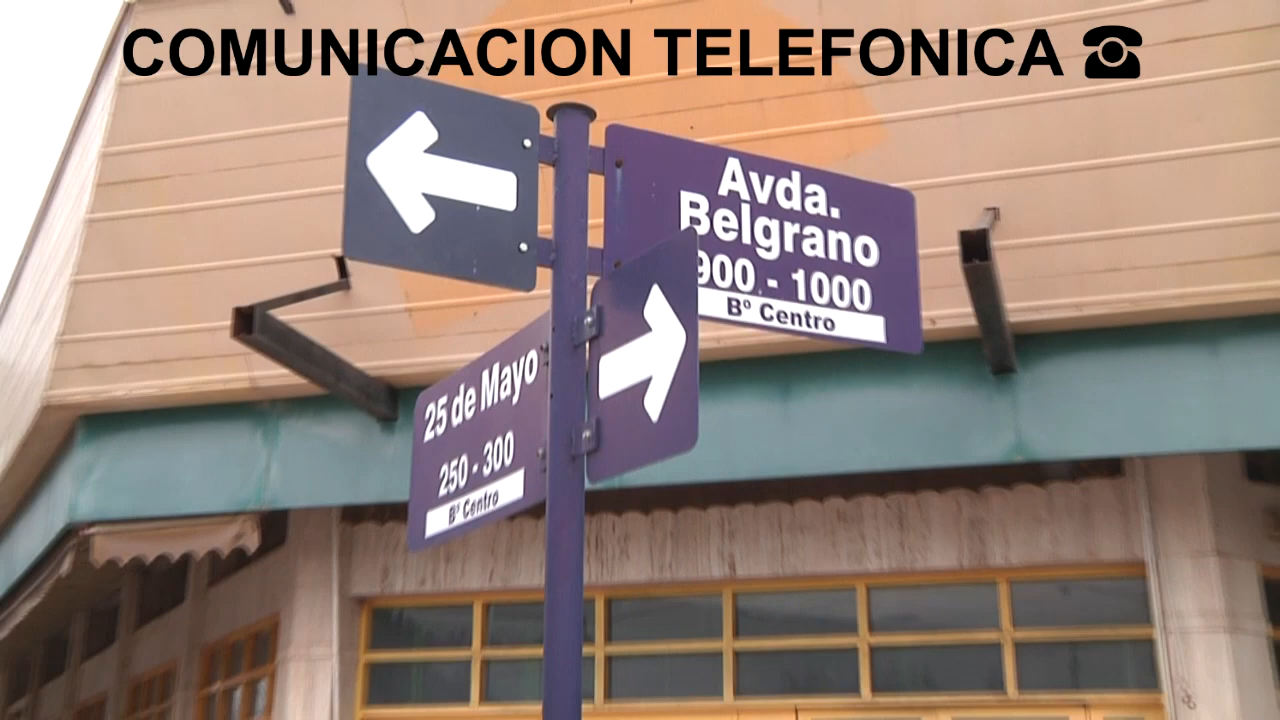 COMUNICACION TELEFONICA ☎
Avda.
Belgrano
900 - 1000
Bº Centro
25 de Mayo
250 - 300
Bº Centro